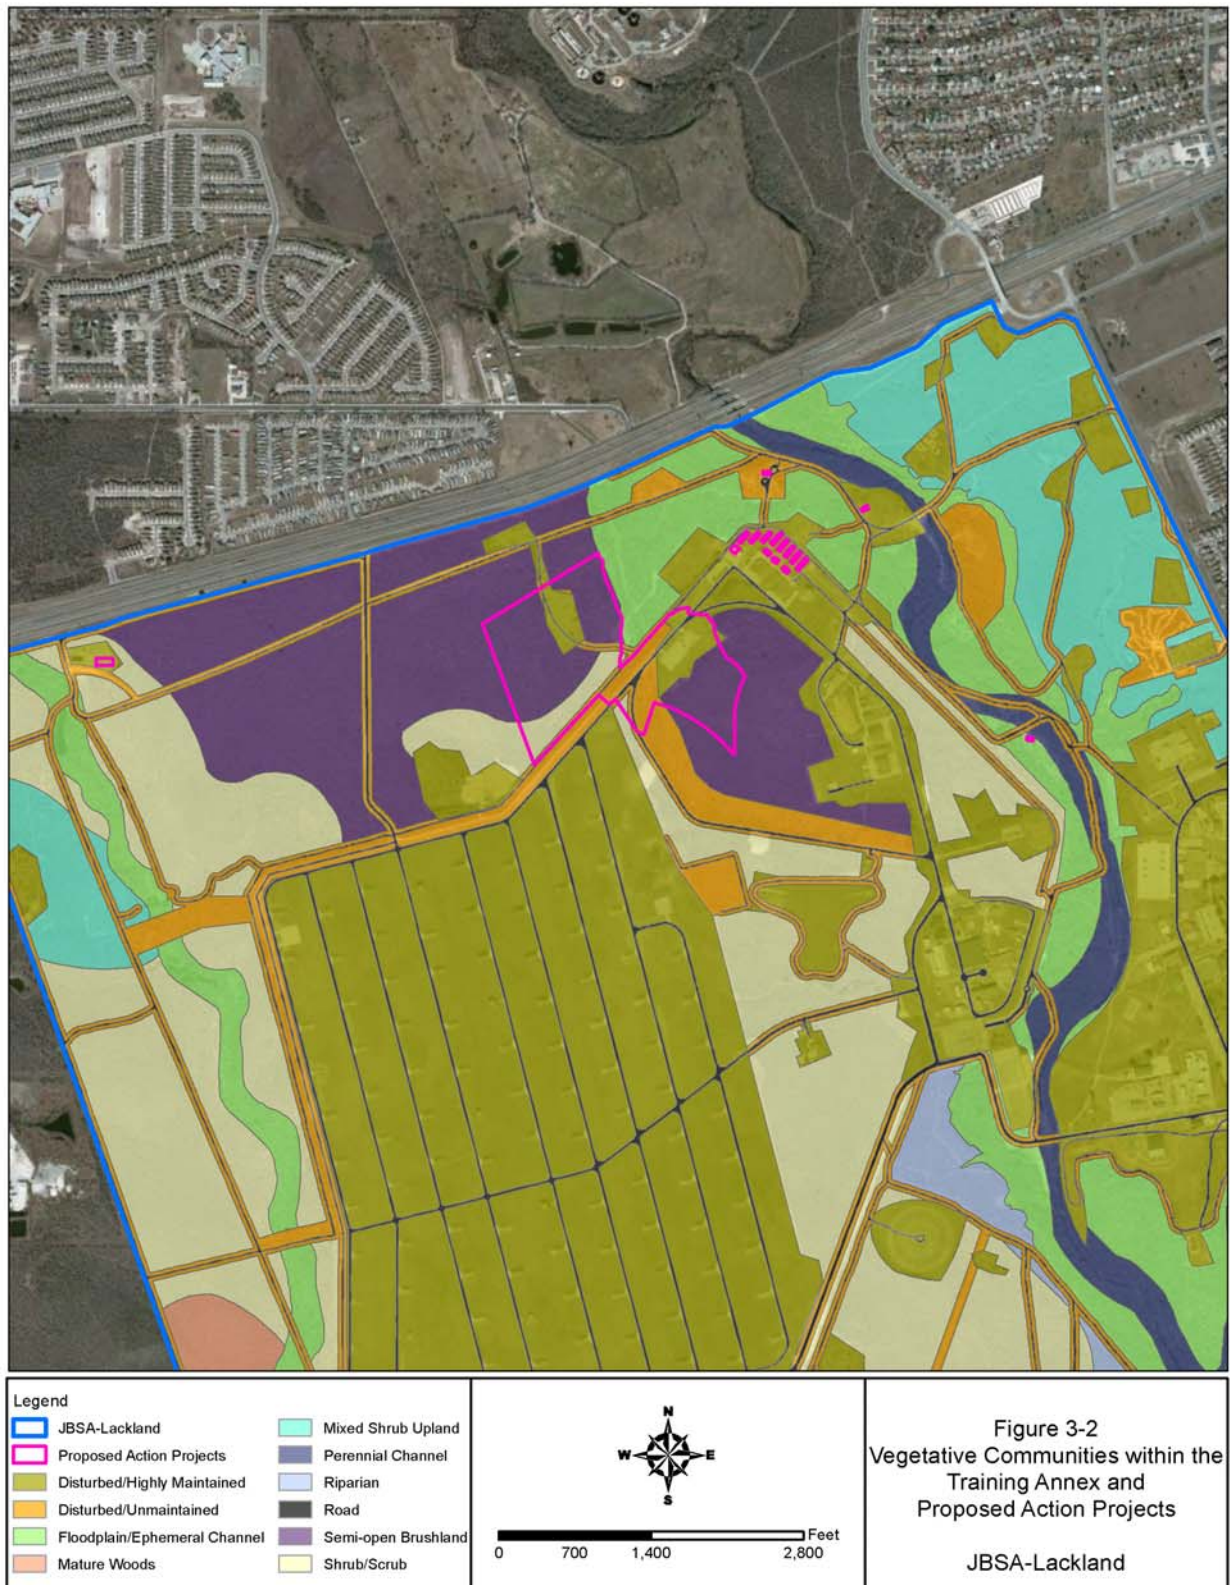 Legend
JBSA-Lackland
Proposed Action Projects
Disturbed/Highly Maintained
Disturbed/Unmaintained
Floodplain/Ephemeral Channel
Mature Woods
Mixed Shrub Upland
Perennial Channel
Riparian
Road
Semi-open Brushland
Shrub/Scrub
N
W E
S
Feet
0 700 1,400 2,800
Figure 3-2
Vegetative Communities within the
Training Annex and
Proposed Action Projects
JBSA-Lackland